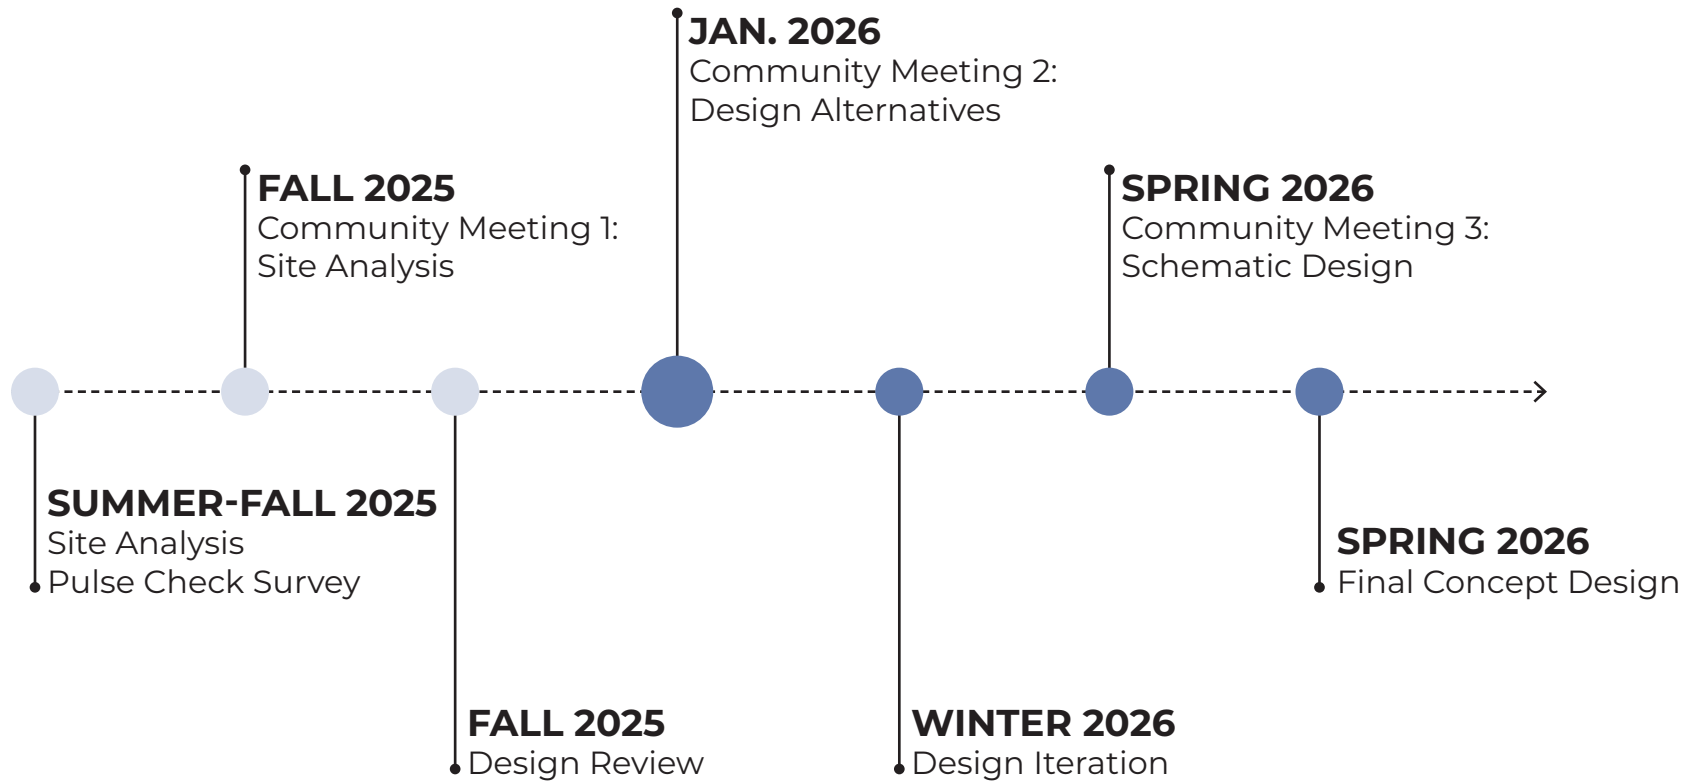 JAN. 2026
Community Meeting 2:
Design Alternatives
FALL 2025
Community Meeting 1:
Site Analysis
SPRING 2026
Community Meeting 3:
Schematic Design
SUMMER-FALL 2025
Site Analysis
Pulse Check Survey
SPRING 2026
Final Concept Design
FALL 2025
Design Review
WINTER 2026
Design Iteration